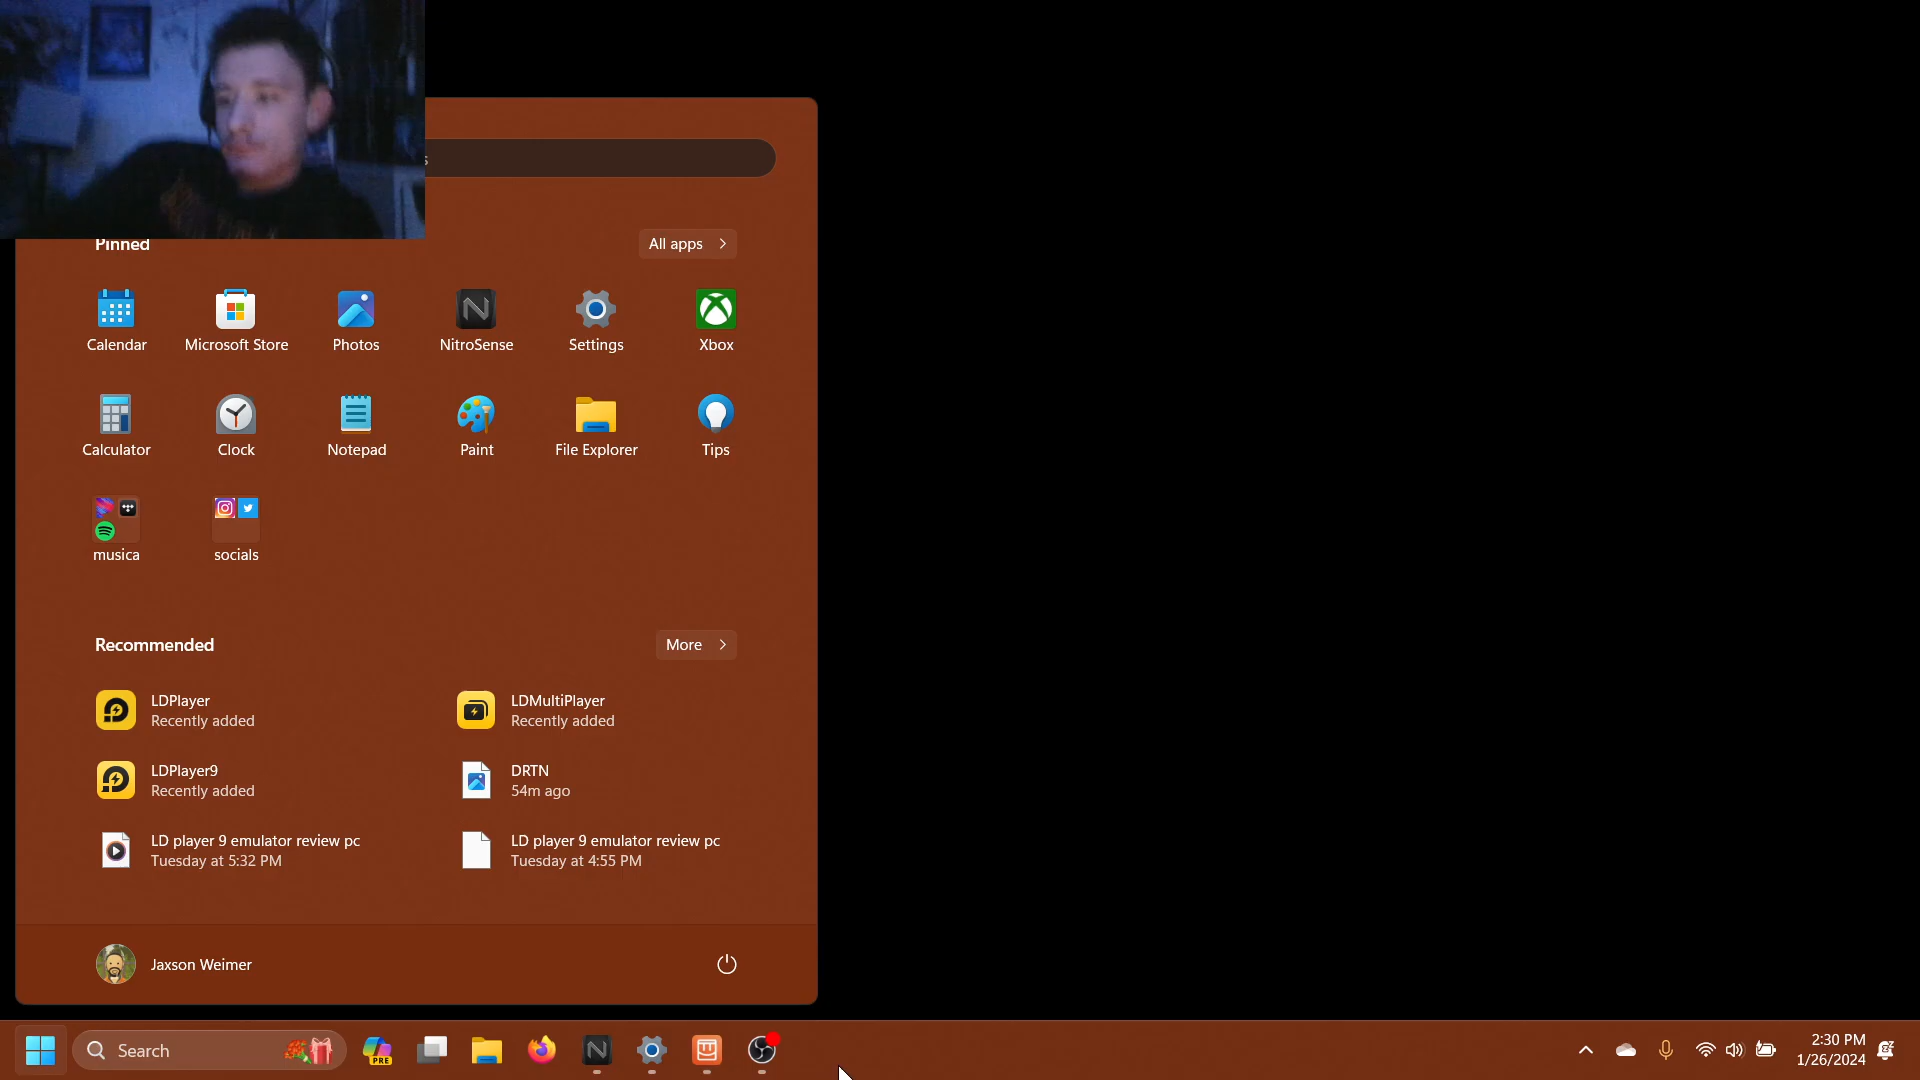 s
Pinned
All apps
Calendar
Microsoft Store
Photos
NitroSense
Settings
Xbox
Calculator
Clock
Notepad
Paint
File Explorer
Tips
musica
socials
Recommended
More
LDPlayer
Recently added
LDMultiPlayer
Recently added
LDPlayer9
Recently added
DRTN
54m ago
LD player 9 emulator review pc
Tuesday at 5:32 PM
LD player 9 emulator review pc
Tuesday at 4:55 PM
Jaxson Weimer
Search
PRE
2:30 PM
1/26/2024